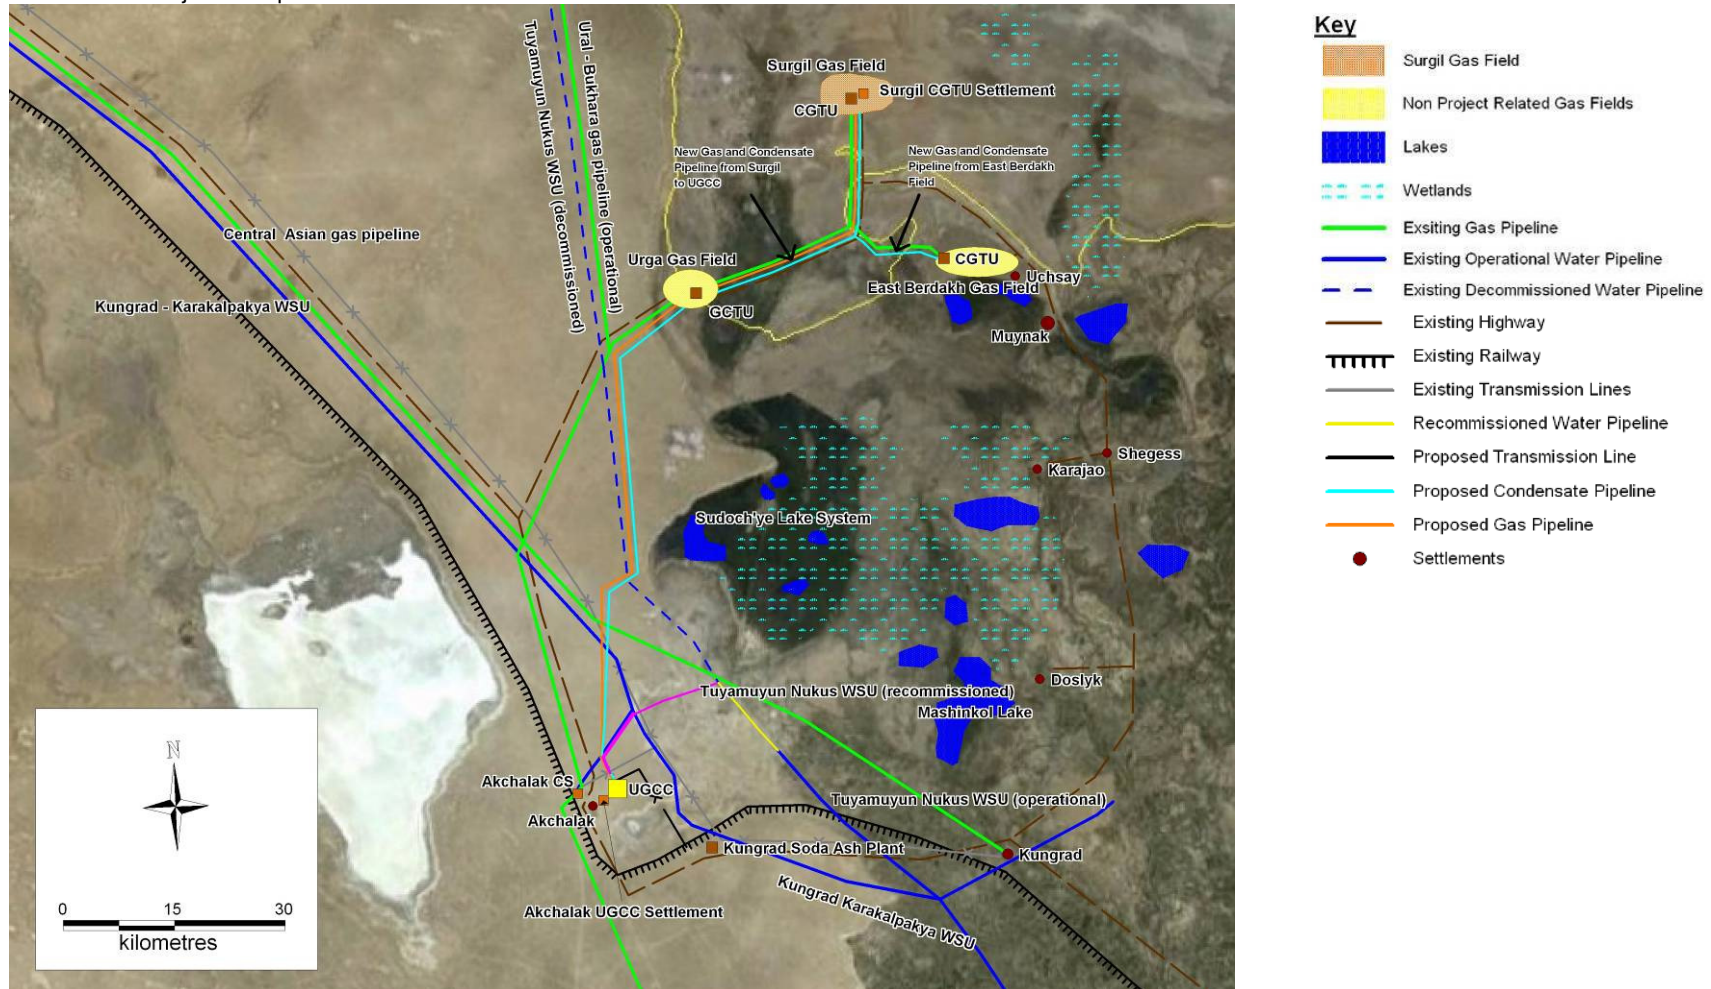 Surgil Gas Field
Surgil CGTU Settlement
CGTU
Tuyamuyun Nukus WSU (decommissioned)
Ural - Bukhara gas pipeline (operational)
New Gas and Condensate
Pipeline from Surgil
to UGCC
New Gas and Condensate
Pipeline from East Berdakh
Field
Central Asian gas pipeline
Urga Gas Field
CGTU
Uchsay
East Berdakh Gas Field
Kungrad - Karakalpakya WSU
GCTU
Muynak
Shegess
Karajao
Sudoch'ye Lake System
Doslyk
Tuyamuyun Nukus WSU (recommissioned)
Mashinkol Lake
Akchalak CS
UGCC
Tuyamuyun Nukus WSU (operational)
Akchalak
Kungrad Soda Ash Plant
Kungrad
Kungrad Karakalpakya WSU
Akchalak UGCC Settlement
N
0 15 30
kilometres
Key
Surgil Gas Field
Non Project Related Gas Fields
Lakes
Wetlands
Exsiting Gas Pipeline
Existing Operational Water Pipeline
Existing Decommissioned Water Pipeline
Existing Highway
Existing Railway
Existing Transmission Lines
Recommissioned Water Pipeline
Proposed Transmission Line
Proposed Condensate Pipeline
Proposed Gas Pipeline
Settlements